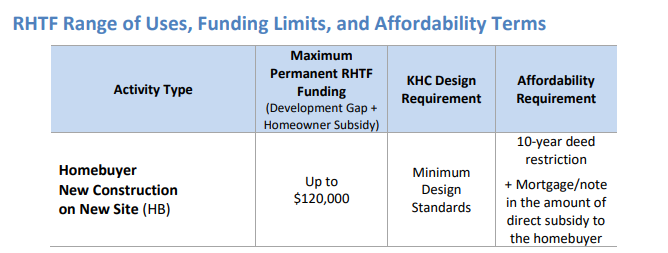 RHTF Range of Uses, Funding Limits, and Affordability Terms
Activity Type
Maximum
Permanent RHTF
Funding
(Development Gap +
Homeowner Subsidy)
KHC Design
Requirement
Affordability
Requirement
Homebuyer
New Construction
on New Site (HB)
Up to
$120,000
Minimum
Design
Standards
10-year deed
restriction
+ Mortgage/note
in the amount of
direct subsidy to
the homebuyer